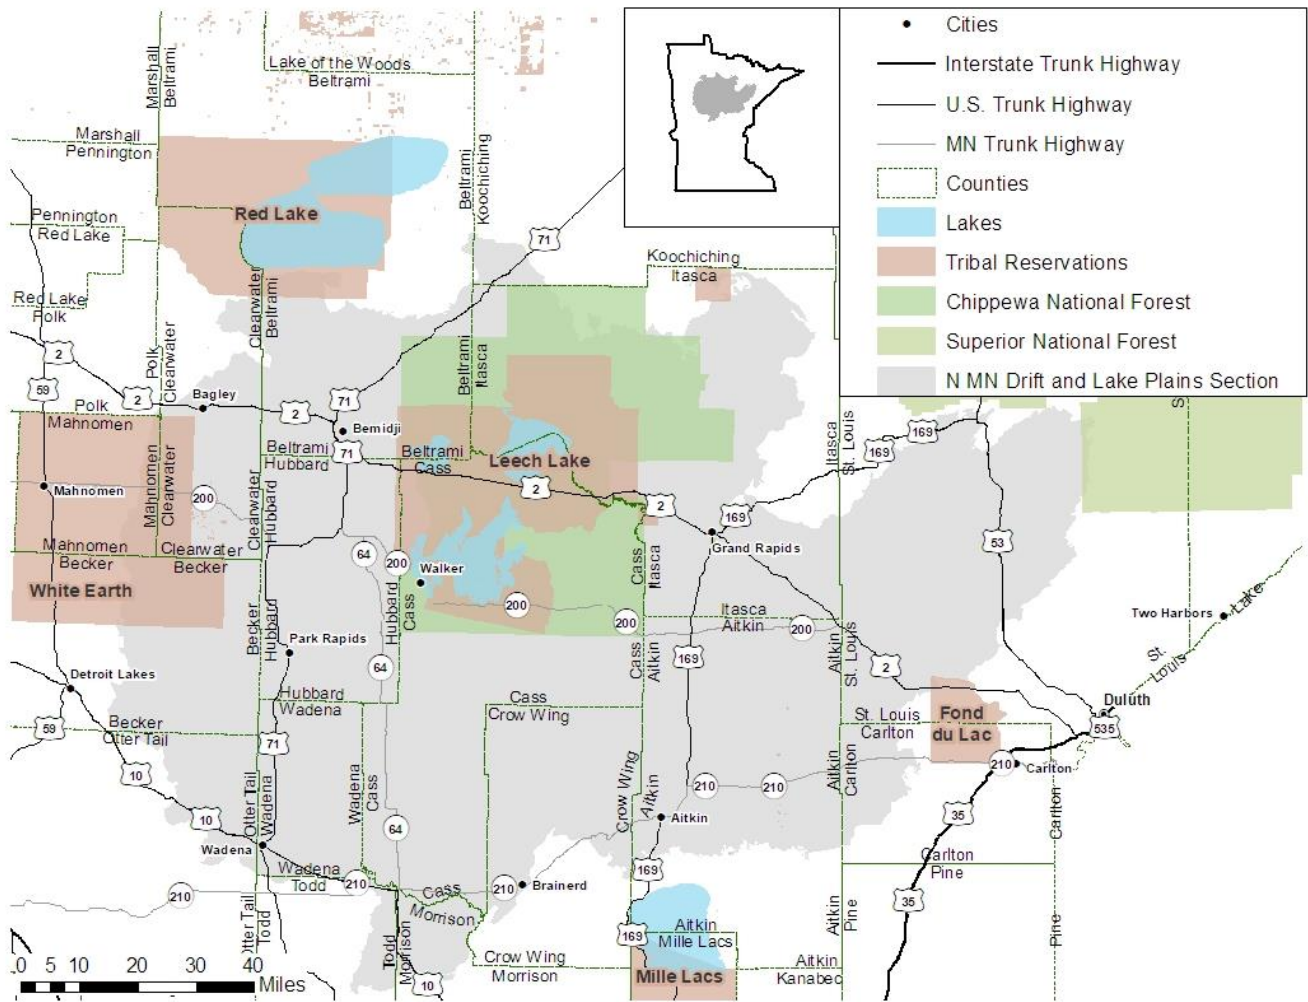 Cities
Interstate Trunk Highway
U.S. Trunk Highway
MN Trunk Highway
Counties
Lakes
Tribal Reservations
Chippewa National Forest
Superior National Forest
N MN Drift and Lake Plains Section
Lake of the Woods
Beltrami
Marshall
Beltrami
Marshall
Pennington
Beltrami
Koochiching
Pennington
Red Lake
Red Lake
71
Koochiching
Itasca
Red Lake
Polk
Clearwater
Beltrami
2
Polk
Clearwater
Beltrami
Itasca
59
2
Bagley
2
71
Bemidji
Polk
Mahnomen
71
Beltrami
Hubbard
Beltrami
Cass
Leech Lake
Itasca
St. Louis
169
169
S
Mahnomen
Mahnomen
Clearwater
200
Clearwater
Hubbard
2
2
169
Grand Rapids
53
Mahnomen
Becker
Clearwater
Becker
64
200
Walker
Cass
Itasca
White Earth
Becker
Hubbard
Hubbard
Cass
200
200
Itasca
Aitkin
200
Two Harbors
Lake
St.
Louis
Park Rapids
64
Cass
Aitkin
169
Aitkin
St. Louis
2
Detroit Lakes
Hubbard
Wadena
Cass
Crow Wing
Duluth
535
59
Becker
Otter Tail
71
St. Louis
Carlton
Fond
du Lac
210
Carlton
10
Otter Tail
Wadena
Wadena
Cass
Crow Wing
Aitkin
210
210
Aitkin
Carlton
10
64
Aitkin
35
Carlton
Wadena
Wadena
Todd
210
169
Carlton
Pine
210
Cass
Morrison
210
Brainerd
35
Otter Tail
Todd
Todd
Morrison
169
Aitkin
Mille Lacs
Aitkin
Pine
Pine
Crow Wing
Morrison
Aitkin
Kanabec
0 5 10 20 30 40
Miles
10
Mille Lacs